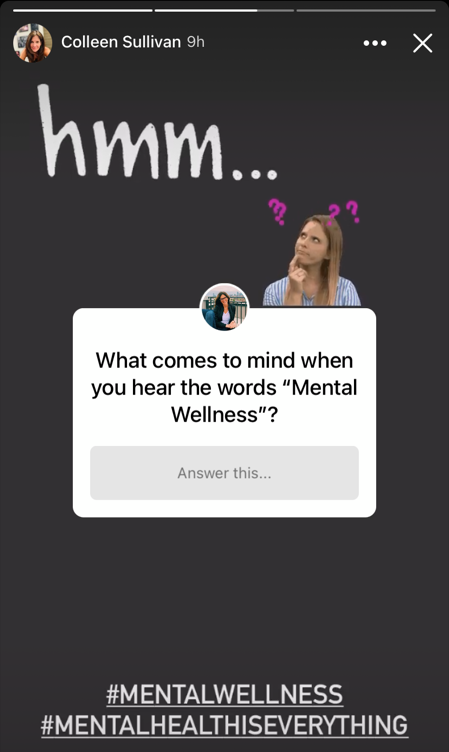 Colleen Sullivan 9h
hmm...
? ? ?
What comes to mind when
you hear the words “Mental
Wellness”?
Answer this...
#MENTALWELLNESS
#MENTALHEALTHISEVERYTHING